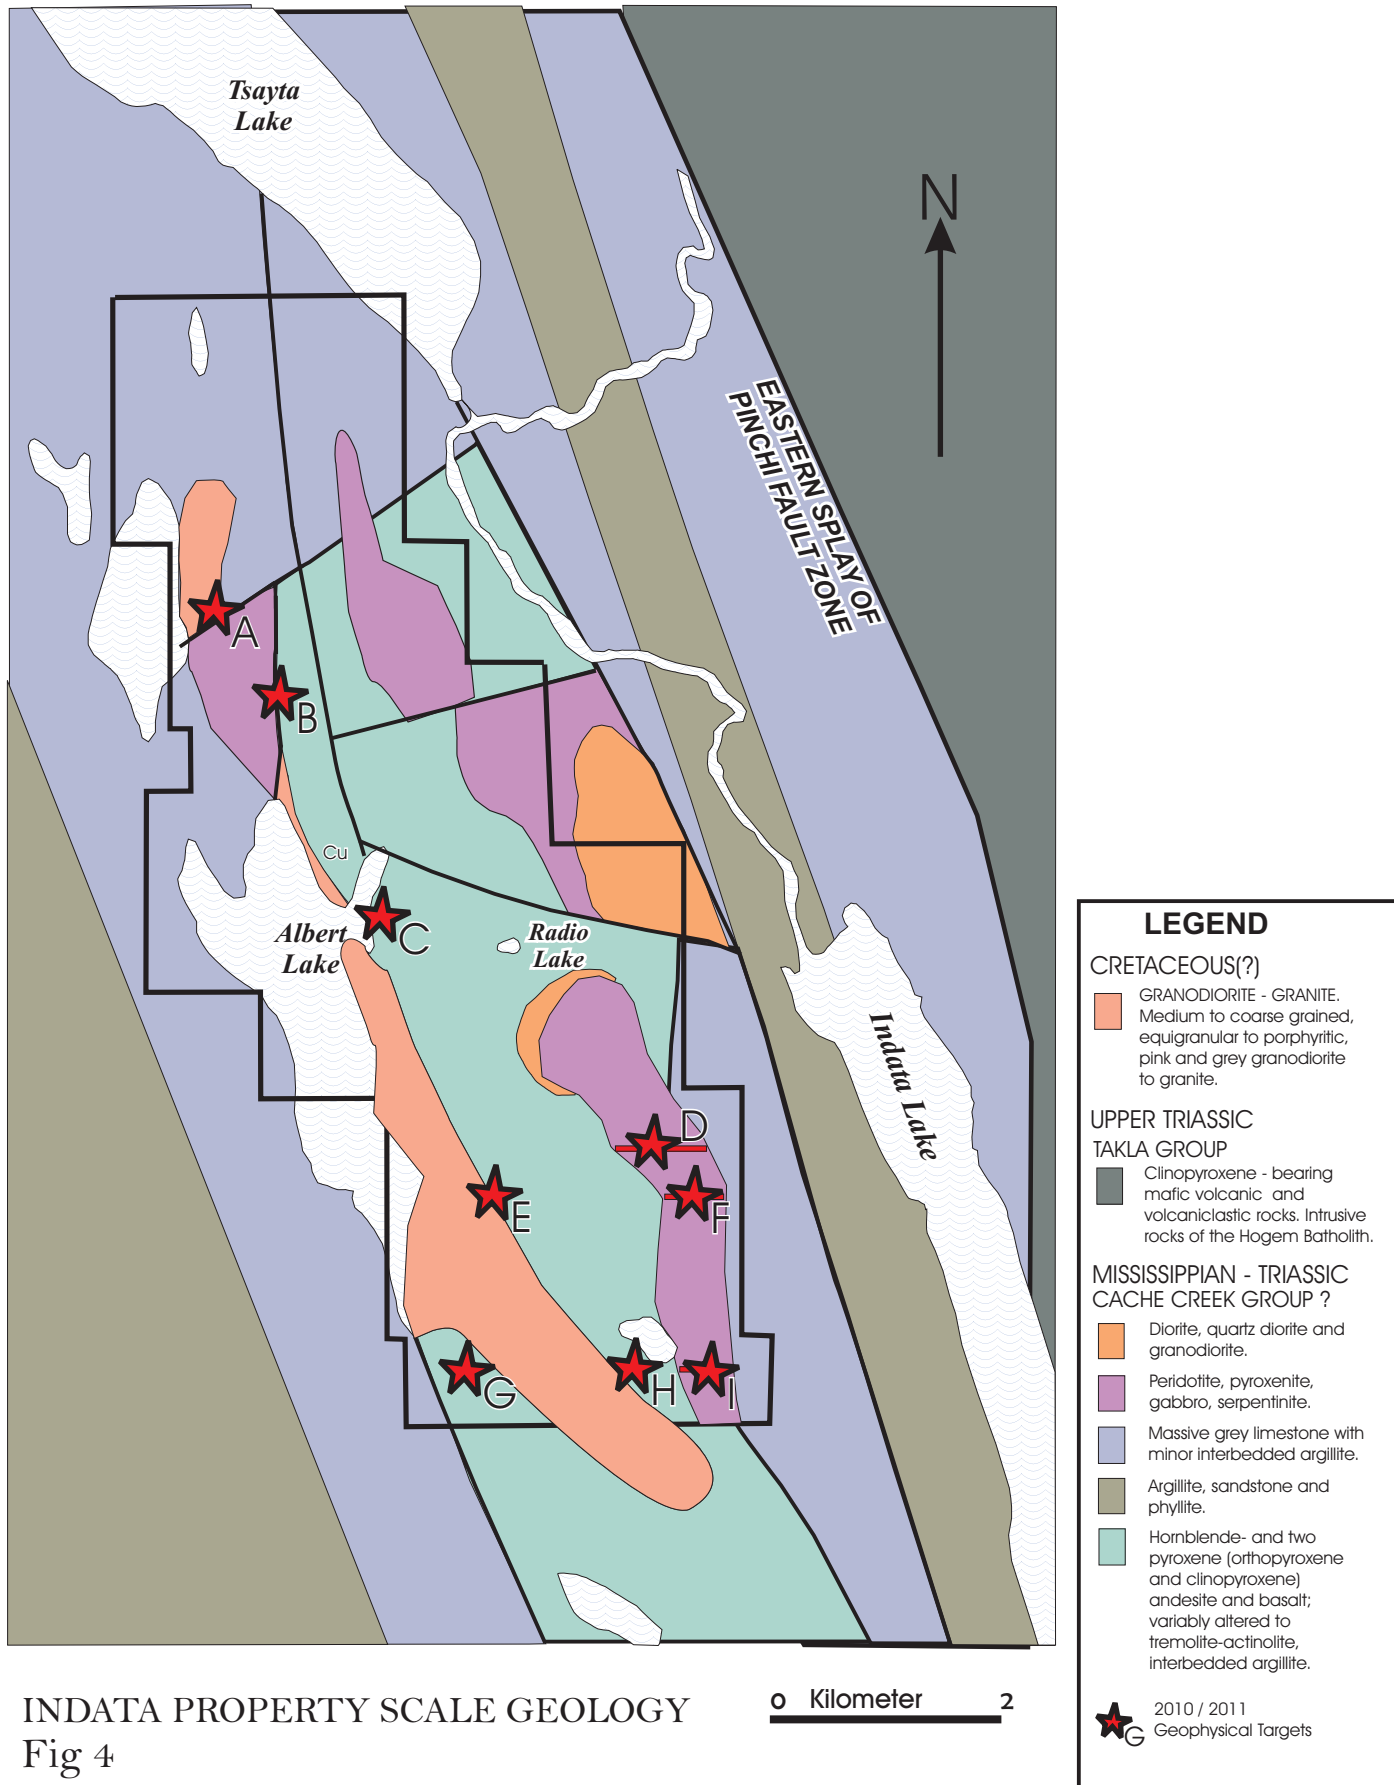 Tsayta
Lake
N
EASTERN SPLAY OF
PINCHI FAULT ZONE
A
B
Cu
C
Albert
Lake
Radio
Lake
Indata Lake
D
E
F
G
H
I
LEGEND
CRETACEOUS(?)
GRANODIORITE - GRANITE.
Medium to coarse grained,
equigranular to porphyritic,
pink and grey granodiorite
to granite.
UPPER TRIASSIC
TAKLA GROUP
Clinopyroxene - bearing
mafic volcanic and
volcaniclastic rocks. Intrusive
rocks of the Hogem Batholith.
MISSISSIPPIAN - TRIASSIC
CACHE CREEK GROUP ?
Diorite, quartz diorite and
granodiorite.
Peridotite, pyroxenite,
gabbro, serpentinite.
Massive grey limestone with
minor interbedded argillite.
Argillite, sandstone and
phyllite.
Hornblende- and two
pyroxene (orthopyroxene
and clinopyroxene)
andesite and basalt;
variably altered to
tremolite-actinolite,
interbedded argillite.
2010 / 2011
G Geophysical Targets
0 Kilometer 2
INDATA PROPERTY SCALE GEOLOGY
Fig 4